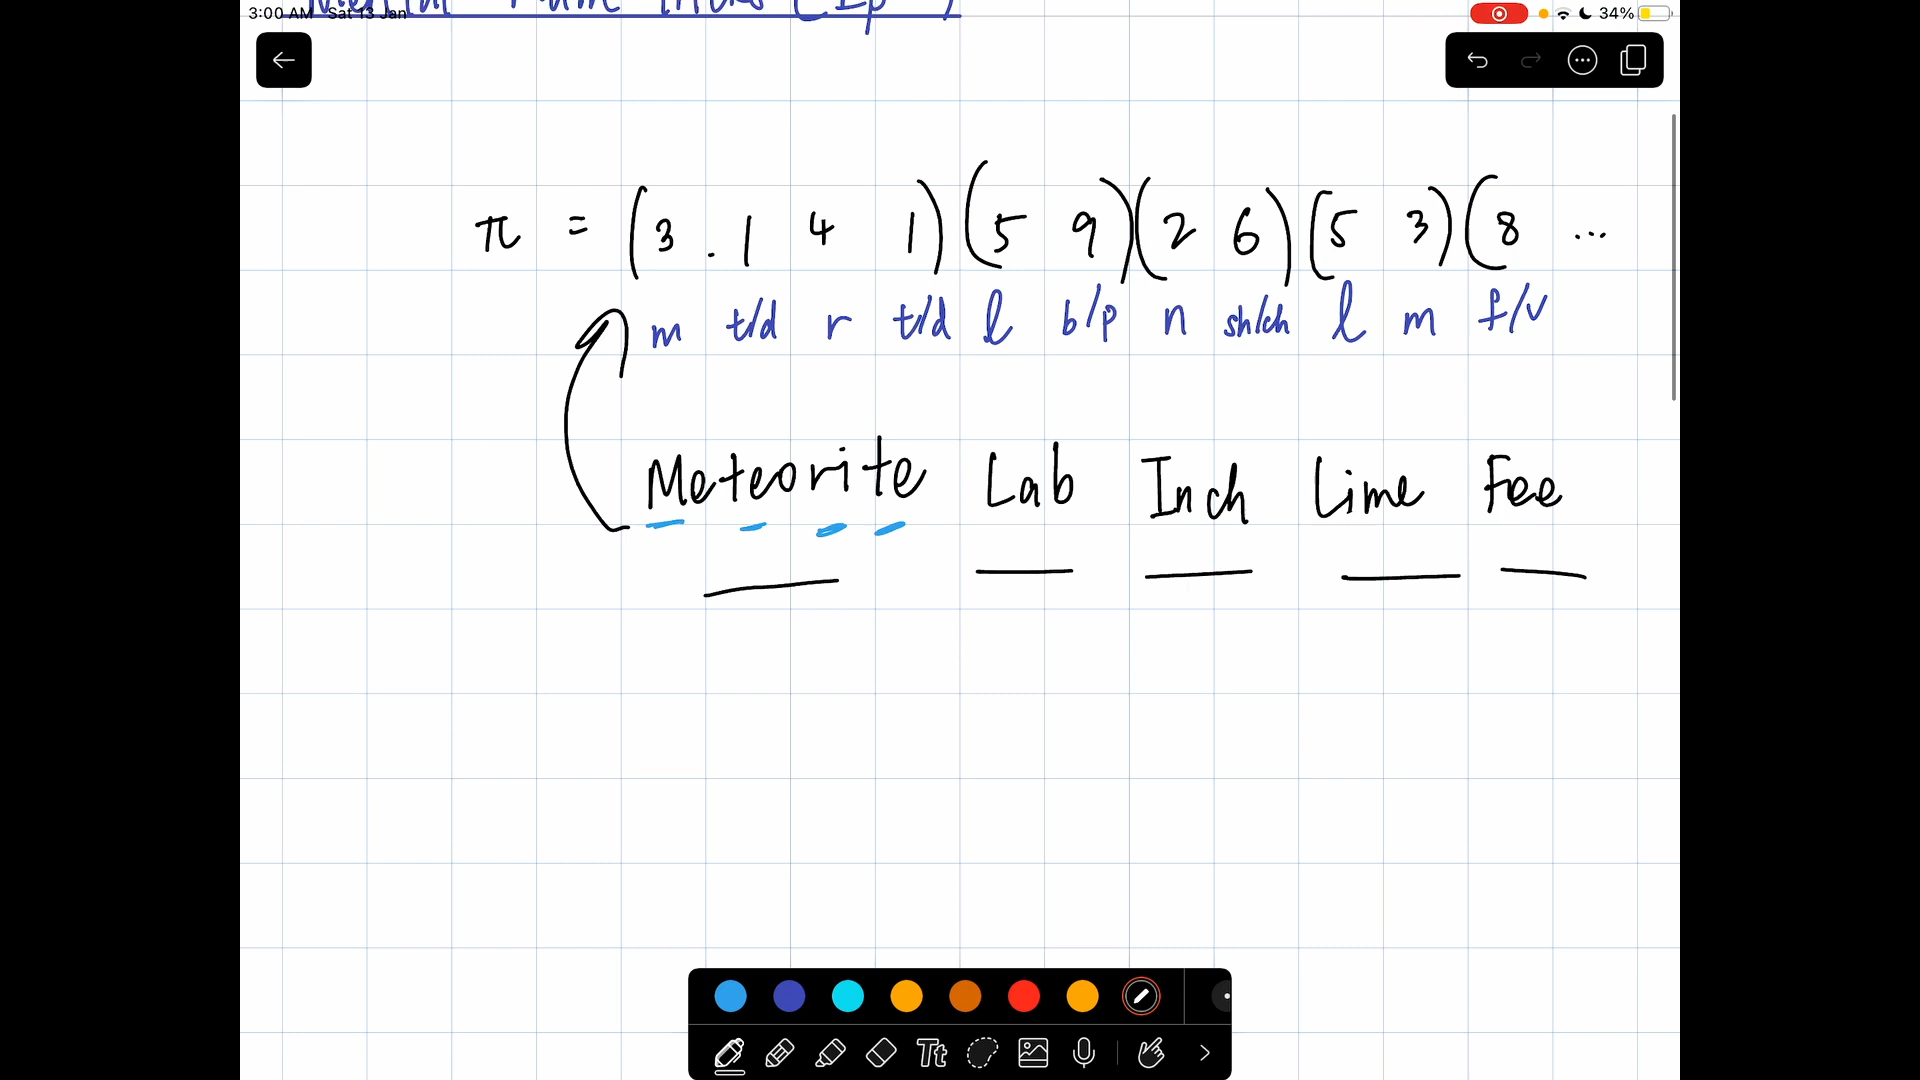 3:00 AM Sat 13 Jan
34%
π = (3 . 1 4 1)(5 9)(2 6)(5 3)(8 ...
m t/d r t/d l b/p n sh/ch l m f/v
Meteorite Lab Inch Lime Fee
Tt